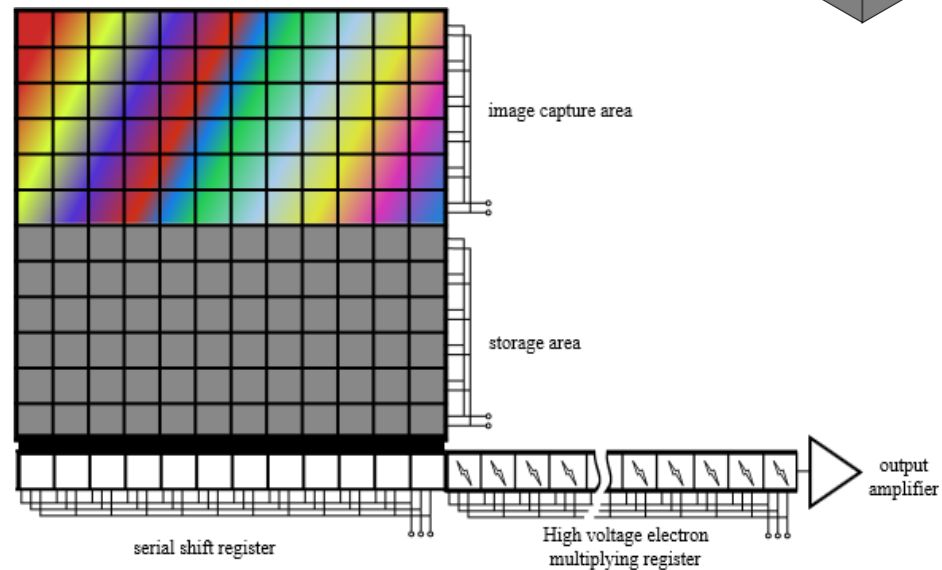 image capture area
storage area
output
amplifier
serial shift register
High voltage electron
multiplying register